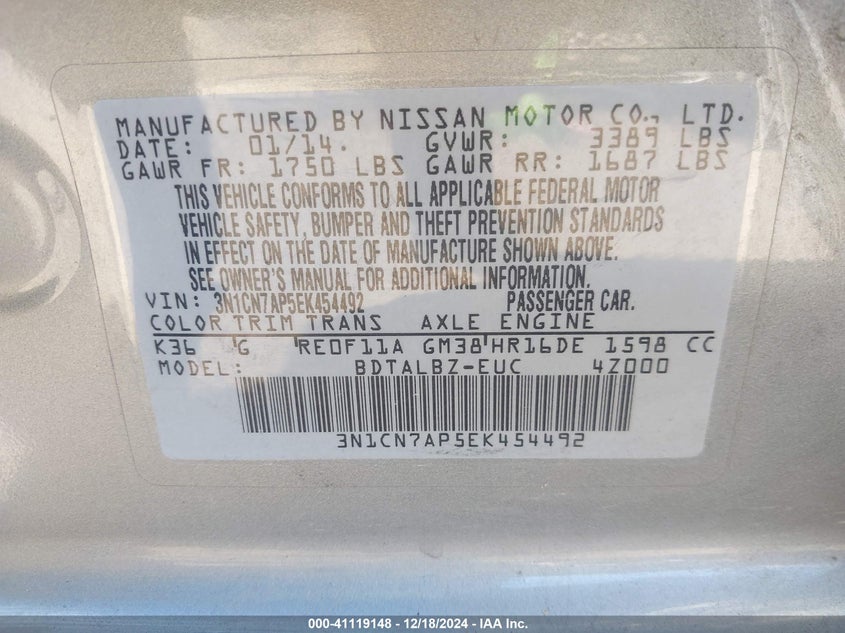 MANUFACTURED BY NISSAN MOTOR CO., LTD.
DATE: 01/14. GVWR: 3389 LBS
GAWR FR: 1750 LBS GAWR RR: 1687 LBS
THIS VEHICLE CONFORMS TO ALL APPLICABLE FEDERAL MOTOR
VEHICLE SAFETY, BUMPER AND THEFT PREVENTION STANDARDS
IN EFFECT ON THE DATE OF MANUFACTURE SHOWN ABOVE.
SEE OWNER'S MANUAL FOR ADDITIONAL INFORMATION.
VIN: 3N1CN7AP5EK454492 PASSENGER CAR.
COLOR TRIM TRANS AXLE ENGINE
K36 'G 'RE0F11A GM38'HR16DE 1598 CC
MODEL: BDTALBZ-EUC 4Z000
3N1CN7AP5EK454492
000-41119148 - 12/18/2024 - IAA Inc.